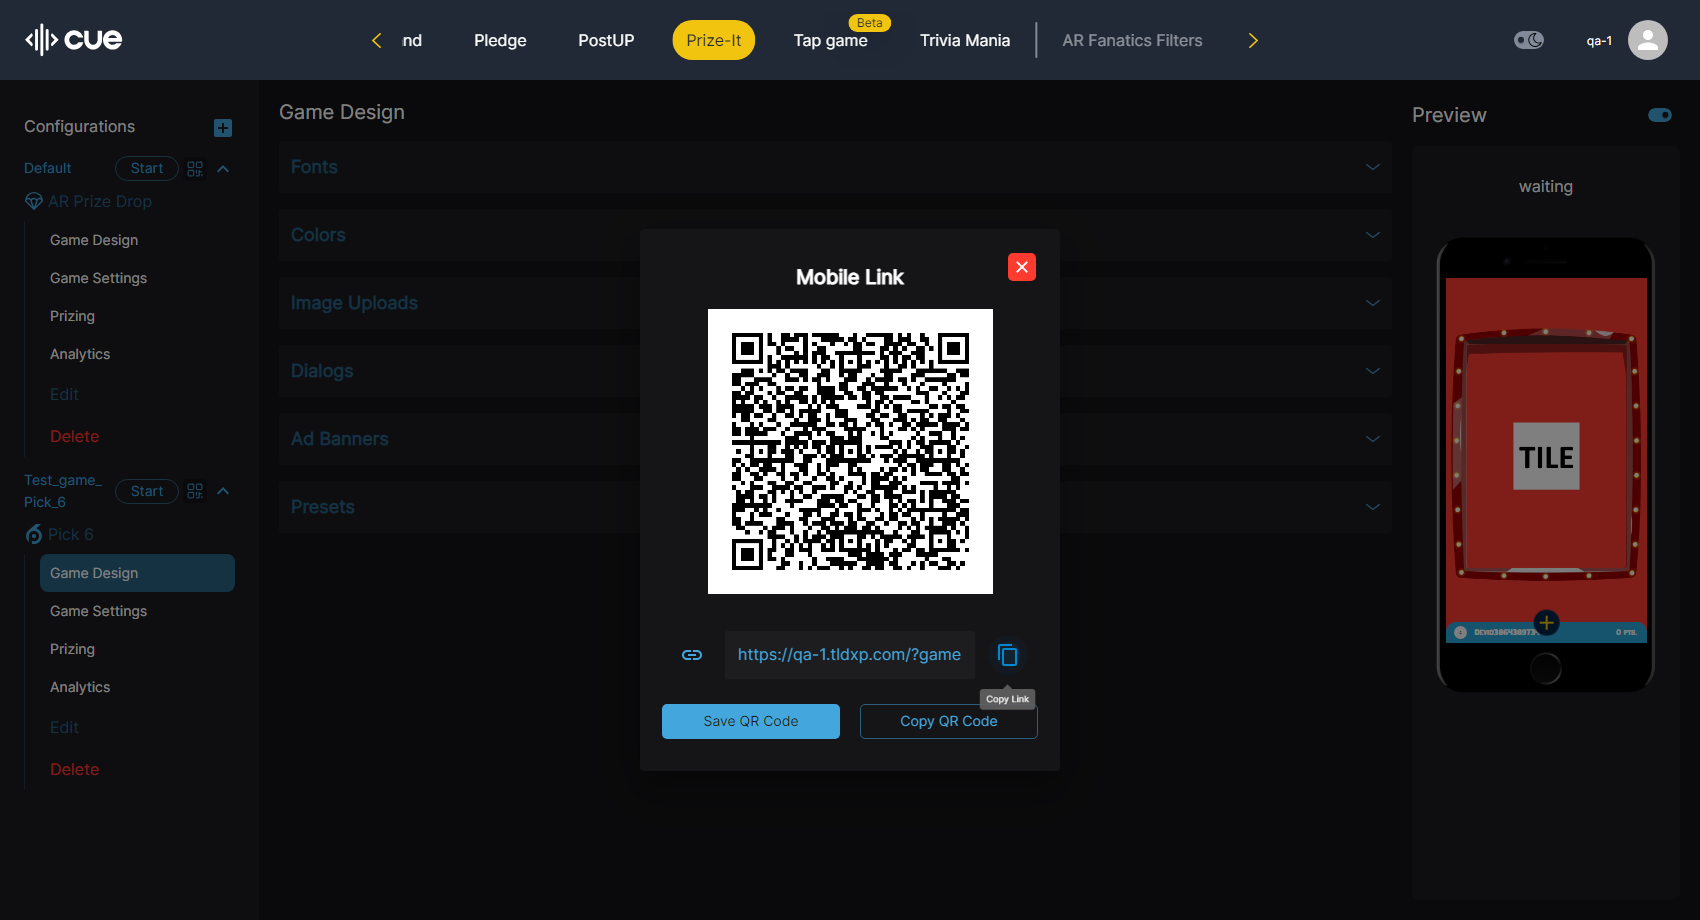 cue
nd
Pledge
PostUP
Prize-It
Beta
Tap game
Trivia Mania
AR Fanatics Filters
qa-1
Configurations
Default
Start
AR Prize Drop
Game Design
Game Settings
Prizing
Analytics
Edit
Delete
Test_game_
Pick_6
Start
Pick 6
Game Design
Game Settings
Prizing
Analytics
Edit
Delete
Game Design
Fonts
Colors
Image Uploads
Dialogs
Ad Banners
Presets
Mobile Link
https://qa-1.tldxp.com/?game
Copy Link
Save QR Code
Copy QR Code
Preview
waiting
TILE
0 PTS.